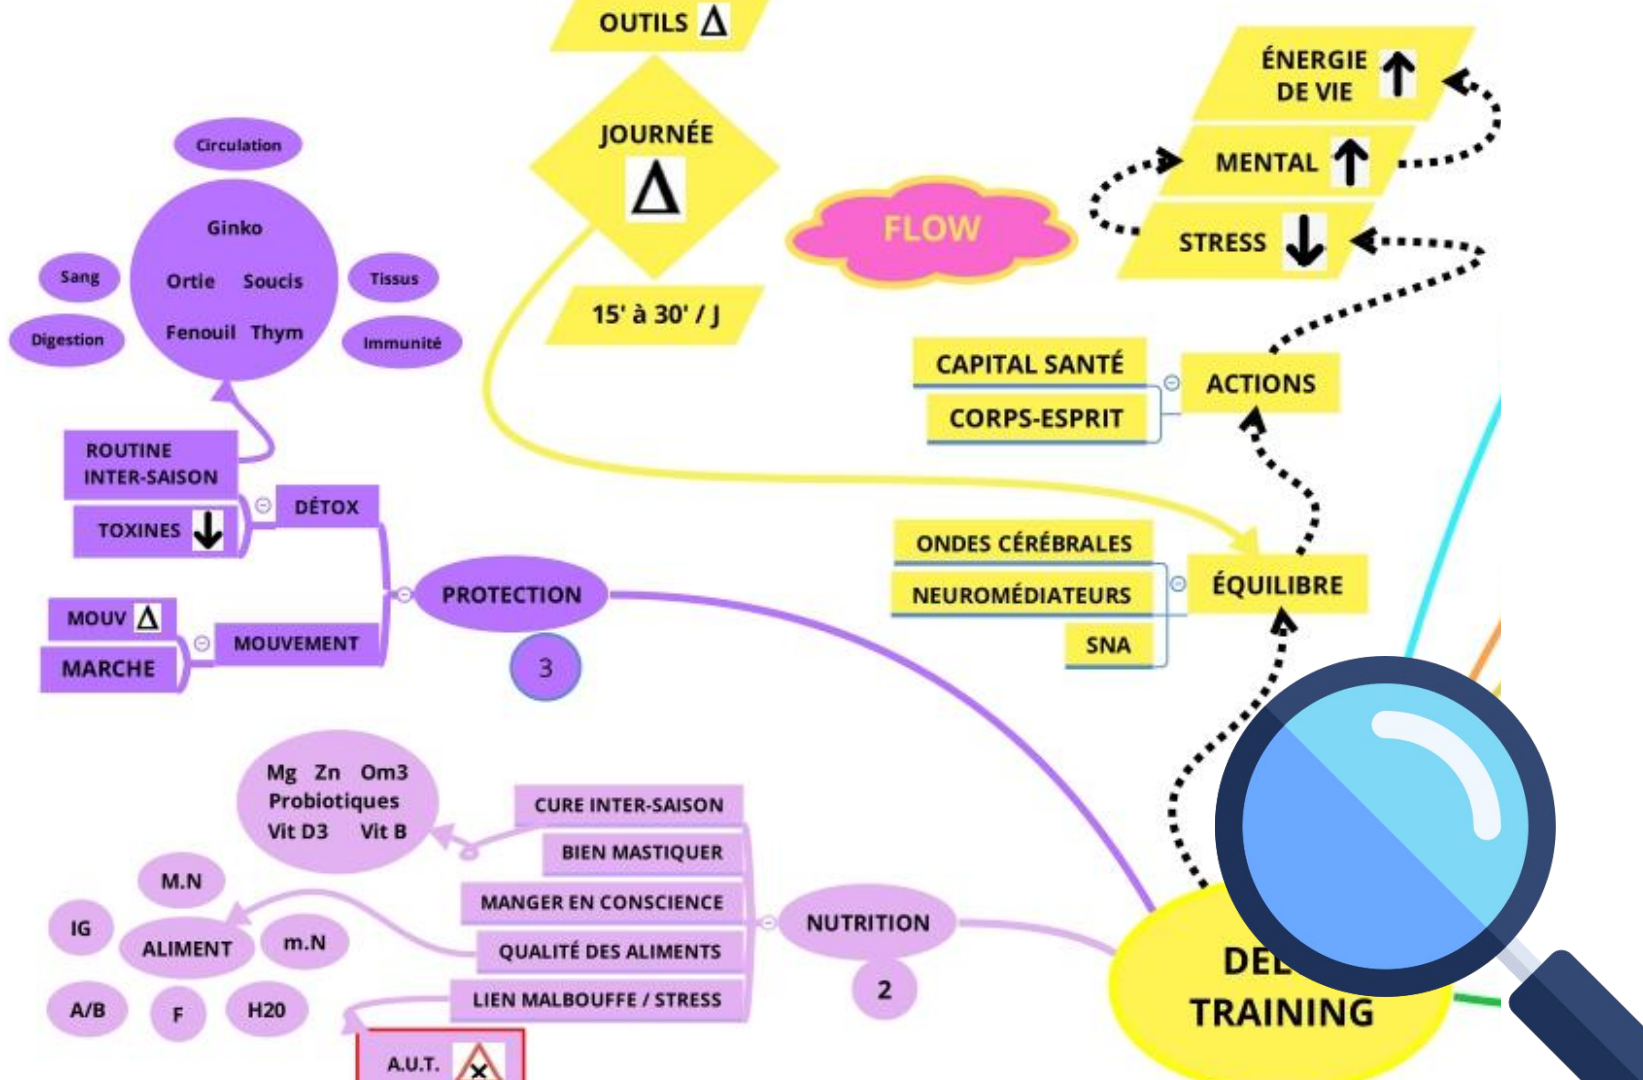 OUTILS Δ
JOURNÉE
Δ
15' à 30' / J
FLOW
ÉNERGIE
DE VIE ↑
MENTAL ↑
STRESS ↓
CAPITAL SANTÉ
CORPS-ESPRIT
ACTIONS
ONDES CÉRÉBRALES
NEUROMÉDIATEURS
SNA
ÉQUILIBRE
Circulation
Ginko
Ortie Soucis
Fenouil Thym
Sang
Digestion
Tissus
Immunité
ROUTINE
INTER-SAISON
TOXINES ↓
DÉTOX
MOUV Δ
MARCHE
MOUVEMENT
PROTECTION
3
Mg Zn Om3
Probiotiques
Vit D3 Vit B
CURE INTER-SAISON
BIEN MASTIQUER
MANGER EN CONSCIENCE
QUALITÉ DES ALIMENTS
LIEN MALBOUFFE / STRESS
NUTRITION
2
M.N
IG
ALIMENT
m.N
A/B
F
H20
A.U.T.
DEL
TRAINING